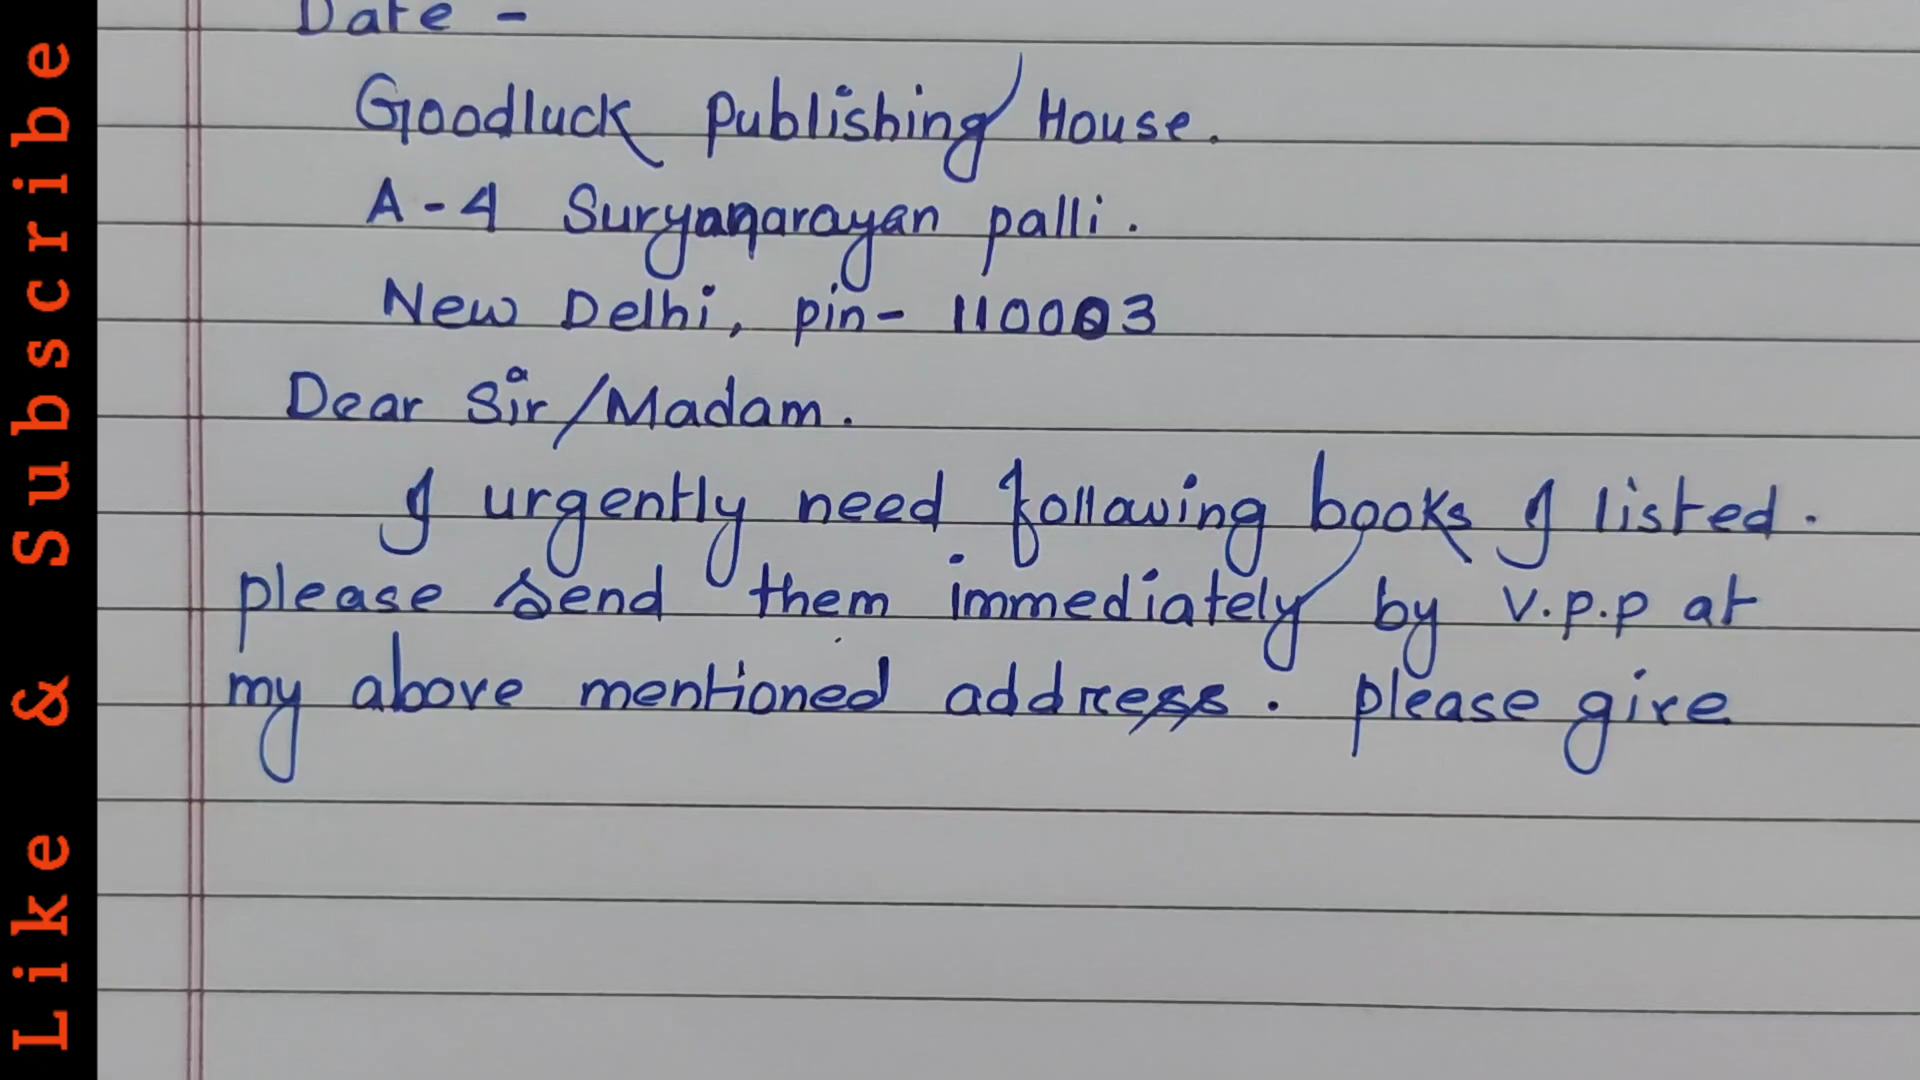 Date -
Goodluck Publishing House.
A-4 Suryanarayan palli.
New Delhi, pin- 110003
Dear Sir/Madam.
I urgently need following books I listed.
please send them immediately by v.p.p at
my above mentioned address. please give
Like & Subscribe